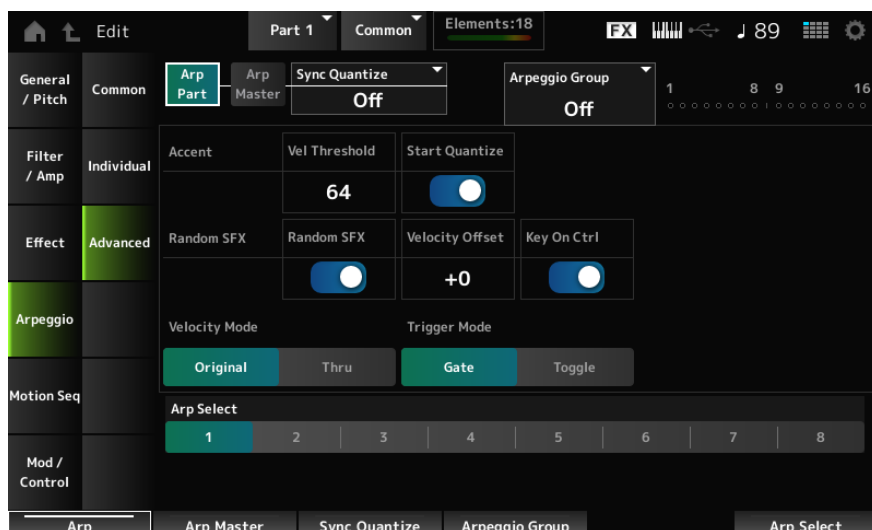 Edit
Part 1
Common
Elements:18
FX
89
General
/ Pitch
Common
Arp
Part
Arp
Master
Sync Quantize
Off
Arpeggio Group
Off
1 8 9 16
Filter
/ Amp
Individual
Accent
Vel Threshold
64
Start Quantize
Effect
Advanced
Random SFX
Random SFX
Velocity Offset
+0
Key On Ctrl
Arpeggio
Velocity Mode
Trigger Mode
Original
Thru
Gate
Toggle
Motion Seq
Arp Select
1 2 3 4 5 6 7 8
Mod /
Control
Arp
Arp Master
Sync Quantize
Arpeggio Group
Arp Select